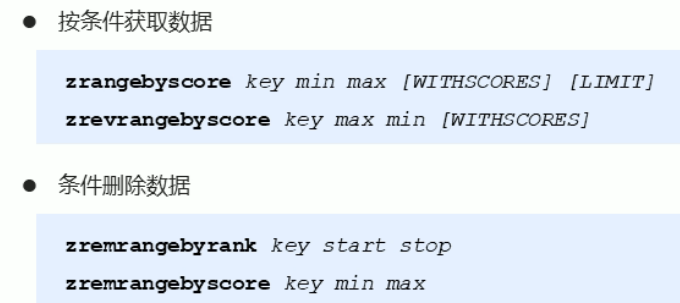 ● 按条件获取数据
zrangebyscore key min max [WITHSCORES] [LIMIT]
zrevrangebyscore key max min [WITHSCORES]
● 条件删除数据
zremrangebyrank key start stop
zremrangebyscore key min max